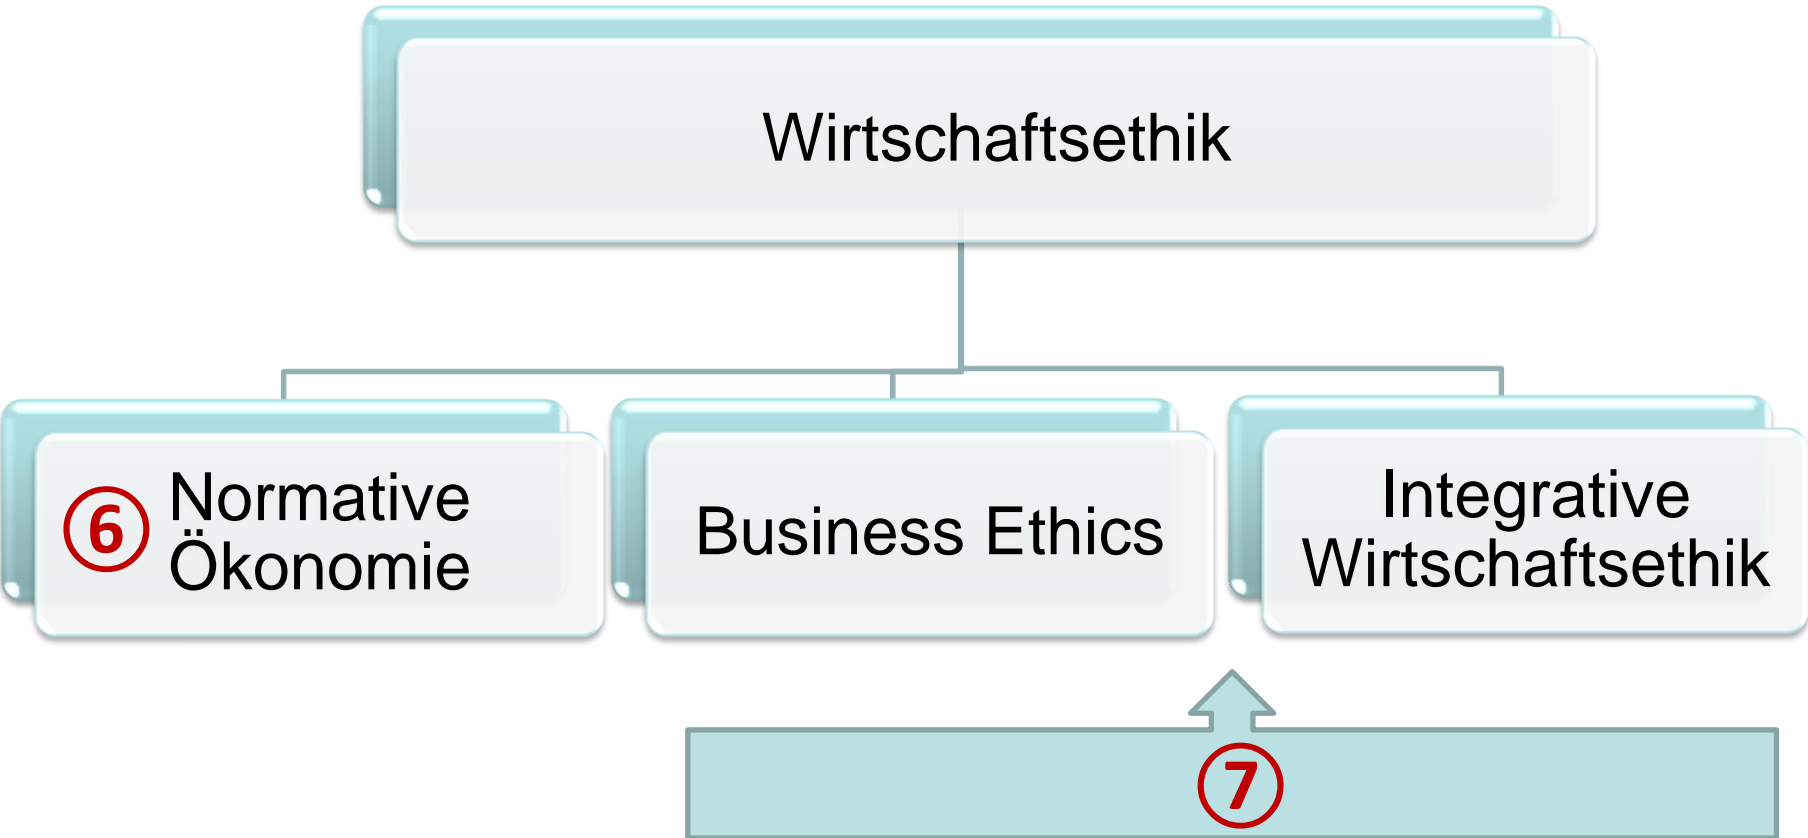 Wirtschaftsethik
⑥ Normative
Ökonomie
Business Ethics
Integrative
Wirtschaftsethik
⑦